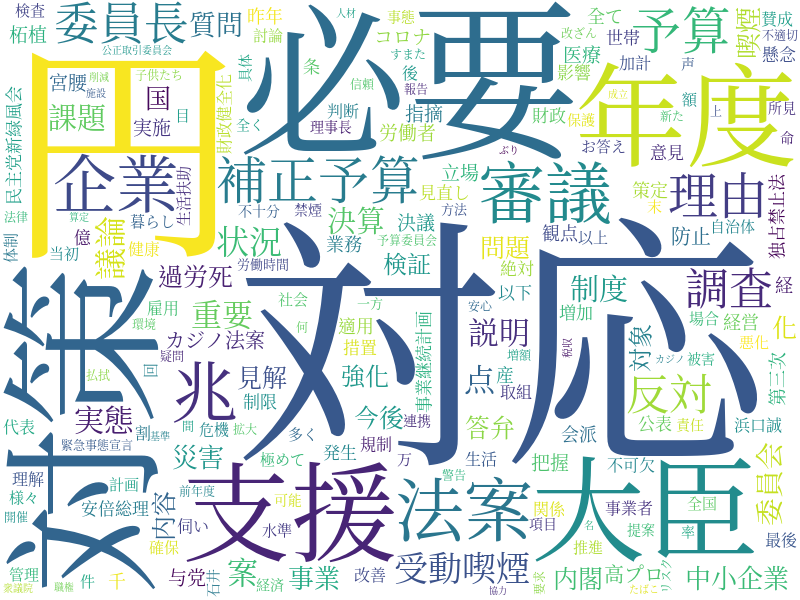 検査
柘植
委員長
質問
昨年
討論
公正取引委員会
人材
事態
コロナ
すまた
改ざん
医療
影響
全て
世帯
加計
予算
喫煙
賛成
不適切
懸念
声
宮腰
削減
施設
子供たち
具体
条
後
信頼
報告
必要
民主党新緑風会
課題
国
目
実施
円
財政健全化
全く
判断
理事長
指摘
労働者
財政
成立
新た
保護
額
上
所見
命
年度
お答え
意見
法律
算定
企業
生活扶助
補正予算
立場
見直し
ぶり
審議
策定
末
理由
独占禁止法
体制
当初
億
暮らし
健康
議論
不十分
禁煙
決算
決議
方法
予算委員会
業務
観点
以上
防止
自治体
状況
労働時間
検証
問題
絶対
調査
経
過労死
雇用
環境
回
疑問
重要
社会
何
一方
適用
措置
安心
事業継続計画
説明
以下
制度
増加
対象
場合
経営
化
悪化
対策
払拭
カジノ法案
兆
見解
制限
強化
対応
点
産
増額
取組
税収
カジノ
被害
反対
公表
責任
第三次
浜口誠
代表
実態
緊急事態宣言
割
基準
問
危機
拡大
多く
今後
連携
規制
発生
答弁
会派
理解
様々
開催
計画
安倍総理
内容
災害
極めて
前年度
伺い
可能
水準
万
生活
支援
警告
法案
把握
不可欠
関係
項目
事業者
大臣
全国
提案
率
委員会
最後
管理
衆議院
職権
件
千
確保
与党
石井
案
経済
事業
改善
受動喫煙
協力
要求
推進
名
内閣
高プロ
たばこ
リスク
中小企業